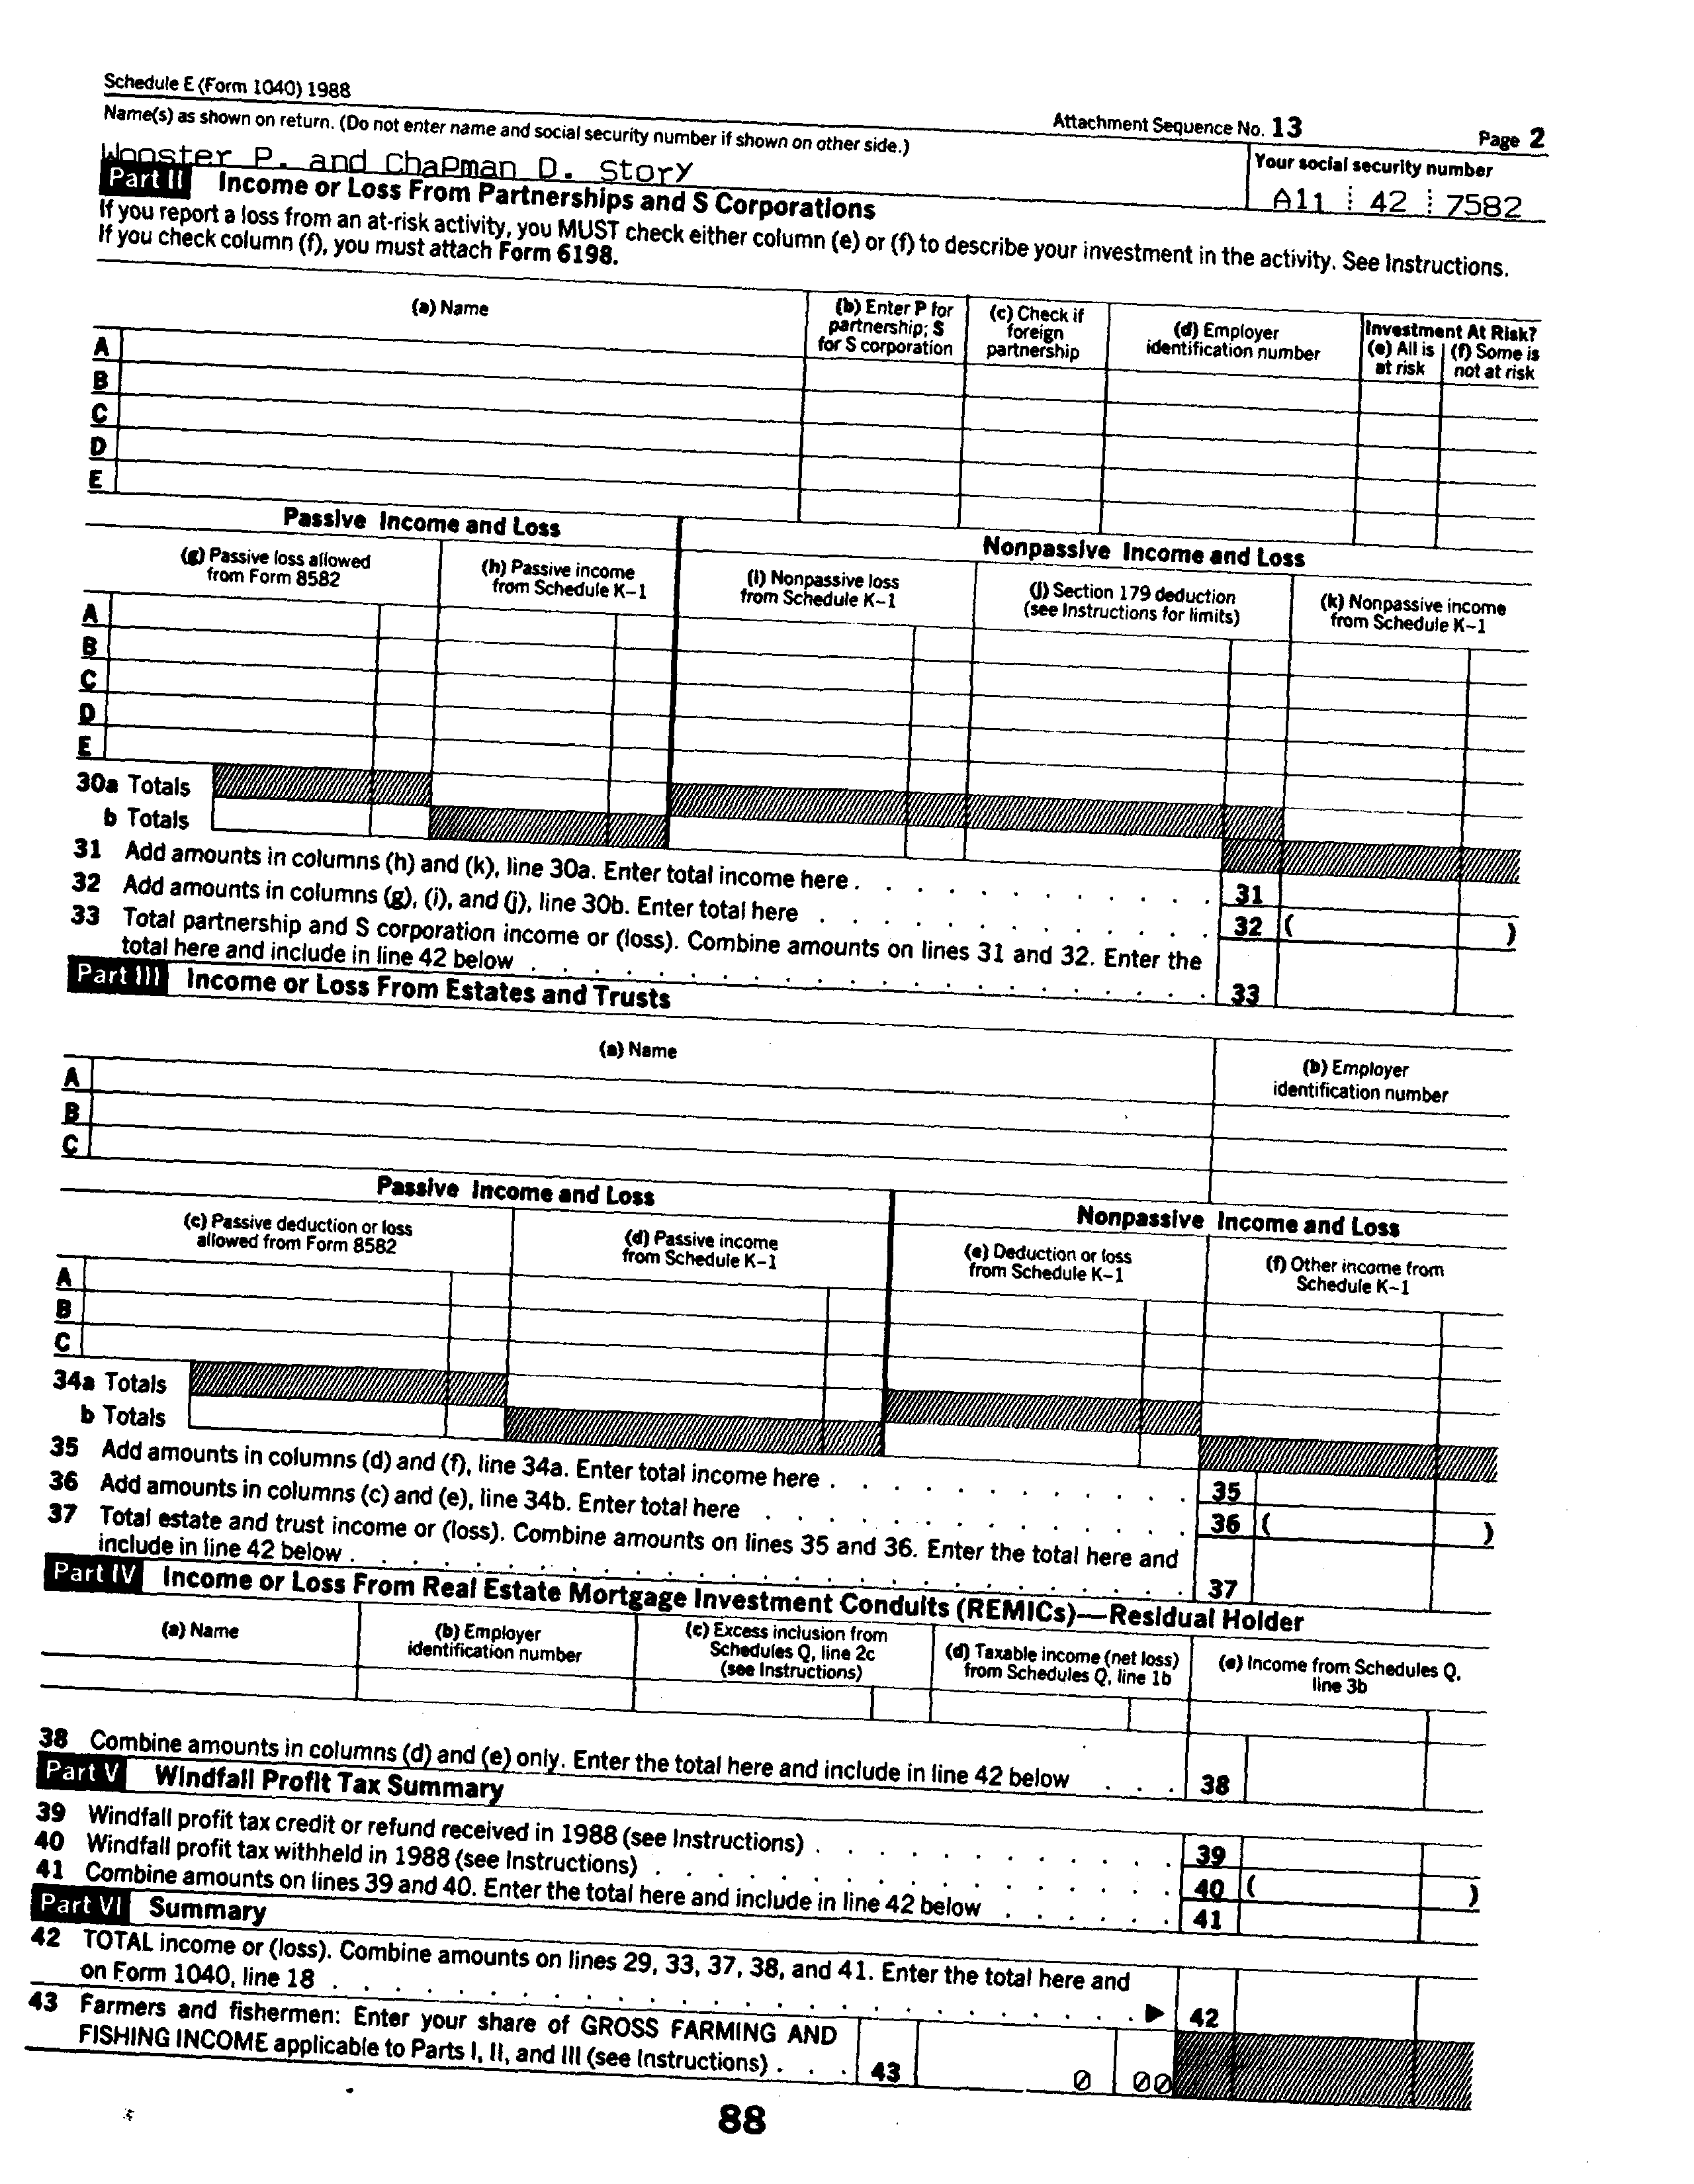 Schedule E (Form 1040) 1988
Attachment Sequence No. 13
Page 2
Name(s) as shown on return. (Do not enter name and social security number if shown on other side.)
Your social security number
Wooster P. and Chapman D. Story
A11 42 7582
Part II Income or Loss From Partnerships and S Corporations
If you report a loss from an at-risk activity, you MUST check either column (e) or (f) to describe your investment in the activity. See Instructions.
If you check column (f), you must attach Form 6198.
(a) Name
(b) Enter P for
partnership; S
for S corporation
(c) Check if
foreign
partnership
(d) Employer
identification number
Investment At Risk?
(e) All is
at risk
(f) Some is
not at risk
A
B
C
D
E
Passive Income and Loss
Nonpassive Income and Loss
(g) Passive loss allowed
from Form 8582
(h) Passive income
from Schedule K–1
(i) Nonpassive loss
from Schedule K–1
(j) Section 179 deduction
(see Instructions for limits)
(k) Nonpassive income
from Schedule K–1
A
B
C
D
E
30a Totals
b Totals
31 Add amounts in columns (h) and (k), line 30a. Enter total income here . . . . . . . . . . . 31
32 Add amounts in columns (g), (i), and (j), line 30b. Enter total here . . . . . . . . . . . . 32 ( )
33 Total partnership and S corporation income or (loss). Combine amounts on lines 31 and 32. Enter the
total here and include in line 42 below . . . . . . . . . . . . . . . . . . . . . . 33
Part III Income or Loss From Estates and Trusts
(a) Name
(b) Employer
identification number
A
B
C
Passive Income and Loss
Nonpassive Income and Loss
(c) Passive deduction or loss
allowed from Form 8582
(d) Passive income
from Schedule K–1
(e) Deduction or loss
from Schedule K–1
(f) Other income from
Schedule K–1
A
B
C
34a Totals
b Totals
35 Add amounts in columns (d) and (f), line 34a. Enter total income here . . . . . . . . . . . . 35
36 Add amounts in columns (c) and (e), line 34b. Enter total here . . . . . . . . . . . . . . 36 ( )
37 Total estate and trust income or (loss). Combine amounts on lines 35 and 36. Enter the total here and
include in line 42 below . . . . . . . . . . . . . . . . . . . . . . . . . . . 37
Part IV Income or Loss From Real Estate Mortgage Investment Conduits (REMICs)—Residual Holder
(a) Name
(b) Employer
identification number
(c) Excess inclusion from
Schedules Q, line 2c
(see Instructions)
(d) Taxable income (net loss)
from Schedules Q, line 1b
(e) Income from Schedules Q,
line 3b
38 Combine amounts in columns (d) and (e) only. Enter the total here and include in line 42 below . . . 38
Part V Windfall Profit Tax Summary
39 Windfall profit tax credit or refund received in 1988 (see Instructions) . . . . . . . . . . . . 39
40 Windfall profit tax withheld in 1988 (see Instructions) . . . . . . . . . . . . . . . . . 40 ( )
41 Combine amounts on lines 39 and 40. Enter the total here and include in line 42 below . . . . . . 41
Part VI Summary
42 TOTAL income or (loss). Combine amounts on lines 29, 33, 37, 38, and 41. Enter the total here and
on Form 1040, line 18 . . . . . . . . . . . . . . . . . . . . . . . . . . ▶ 42
43 Farmers and fishermen: Enter your share of GROSS FARMING AND
FISHING INCOME applicable to Parts I, II, and III (see Instructions) . . . 43 0 00
88